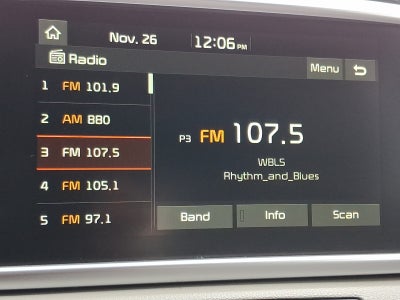 Nov. 26 12:06 PM
Radio
Menu
1 FM 101.9
2 AM 880
3 FM 107.5
4 FM 105.1
5 FM 97.1
P3 FM 107.5
WBLS
Rhythm_and_Blues
Band Info Scan